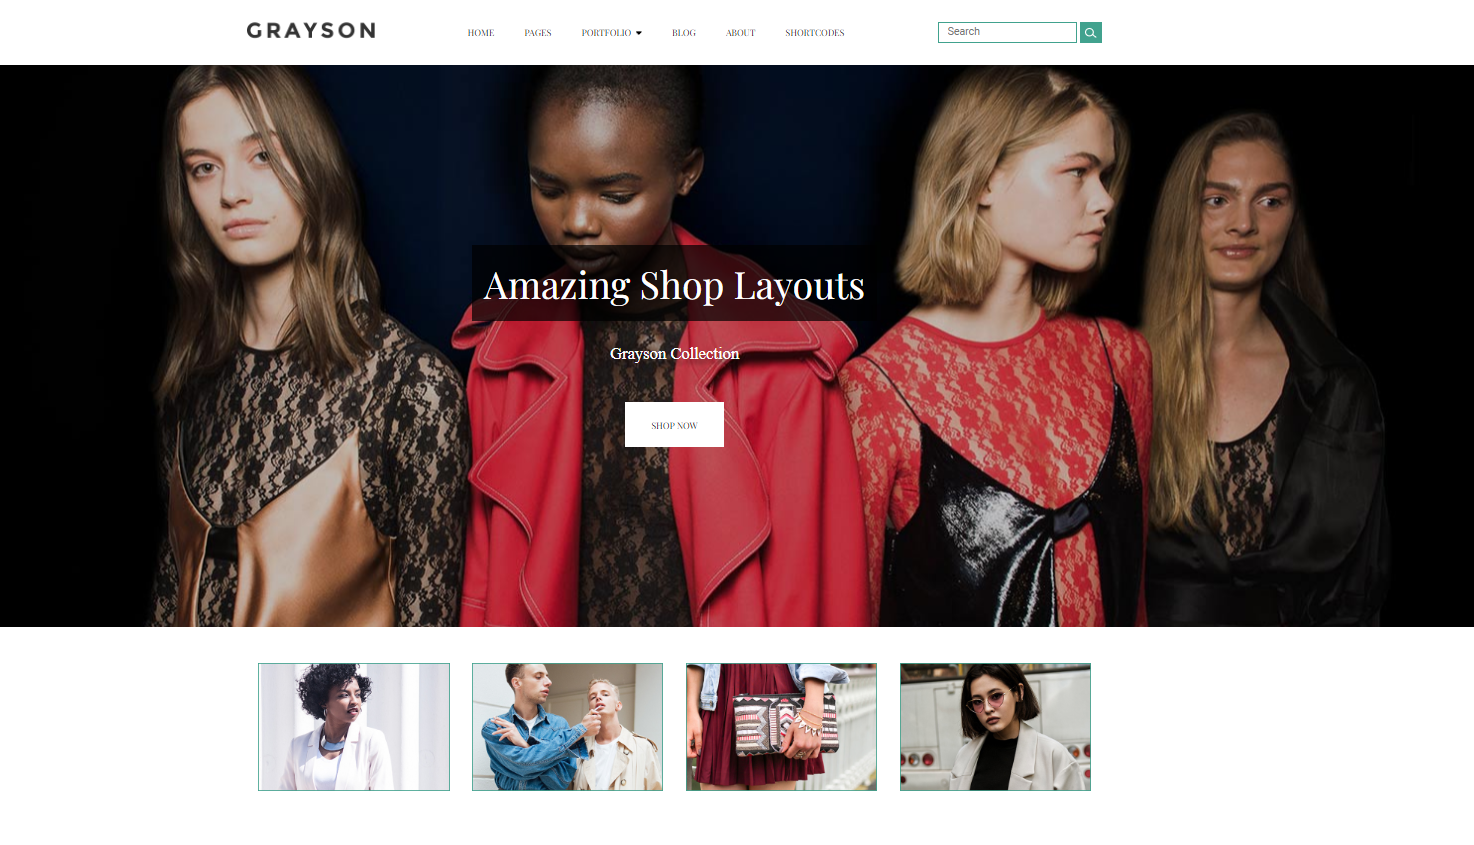 GRAYSON
HOME PAGES PORTFOLIO BLOG ABOUT SHORTCODES
Search
Amazing Shop Layouts
Grayson Collection
SHOP NOW